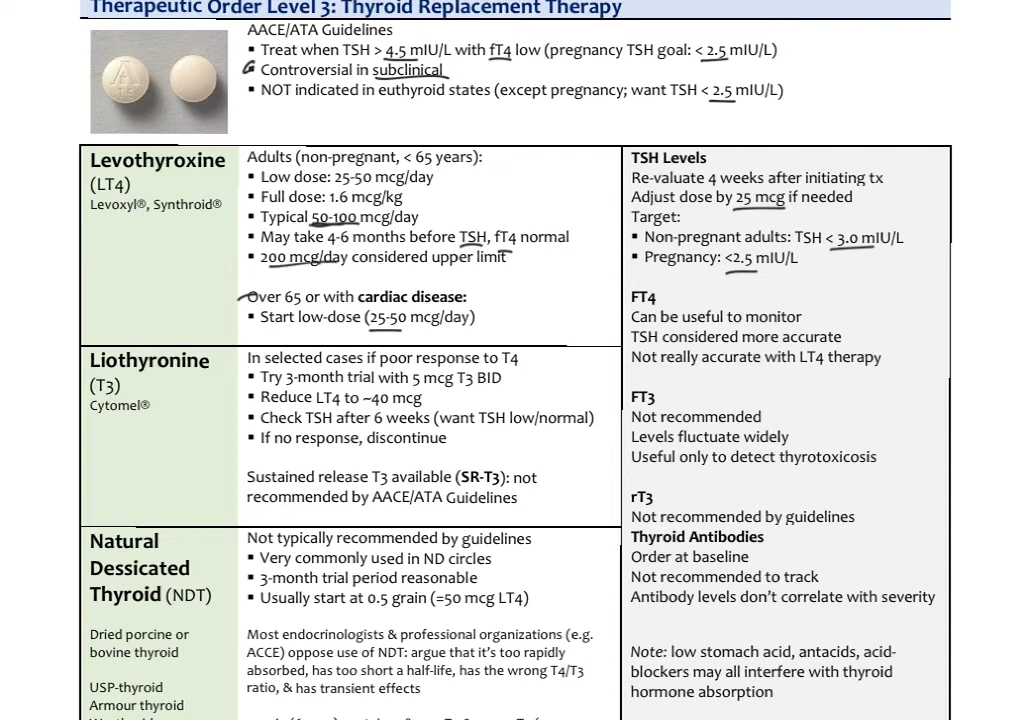 Therapeutic Order Level 3: Thyroid Replacement Therapy
AACE/ATA Guidelines
▪ Treat when TSH > 4.5 mIU/L with fT4 low (pregnancy TSH goal: < 2.5 mIU/L)
▪ Controversial in subclinical
▪ NOT indicated in euthyroid states (except pregnancy; want TSH < 2.5 mIU/L)
A
TE
Levothyroxine
(LT4)
Levoxyl®, Synthroid®
Adults (non-pregnant, < 65 years):
▪ Low dose: 25-50 mcg/day
▪ Full dose: 1.6 mcg/kg
▪ Typical 50-100 mcg/day
▪ May take 4-6 months before TSH, fT4 normal
▪ 200 mcg/day considered upper limit
Over 65 or with cardiac disease:
▪ Start low-dose (25-50 mcg/day)
Liothyronine
(T3)
Cytomel®
In selected cases if poor response to T4
▪ Try 3-month trial with 5 mcg T3 BID
▪ Reduce LT4 to ~40 mcg
▪ Check TSH after 6 weeks (want TSH low/normal)
▪ If no response, discontinue
Sustained release T3 available (SR-T3): not
recommended by AACE/ATA Guidelines
Natural
Dessicated
Thyroid (NDT)
Dried porcine or
bovine thyroid
USP-thyroid
Armour thyroid
Not typically recommended by guidelines
▪ Very commonly used in ND circles
▪ 3-month trial period reasonable
▪ Usually start at 0.5 grain (=50 mcg LT4)
Most endocrinologists & professional organizations (e.g.
ACCE) oppose use of NDT: argue that it's too rapidly
absorbed, has too short a half-life, has the wrong T4/T3
ratio, & has transient effects
TSH Levels
Re-valuate 4 weeks after initiating tx
Adjust dose by 25 mcg if needed
Target:
▪ Non-pregnant adults: TSH < 3.0 mIU/L
▪ Pregnancy: <2.5 mIU/L
FT4
Can be useful to monitor
TSH considered more accurate
Not really accurate with LT4 therapy
FT3
Not recommended
Levels fluctuate widely
Useful only to detect thyrotoxicosis
rT3
Not recommended by guidelines
Thyroid Antibodies
Order at baseline
Not recommended to track
Antibody levels don't correlate with severity
Note: low stomach acid, antacids, acid-
blockers may all interfere with thyroid
hormone absorption